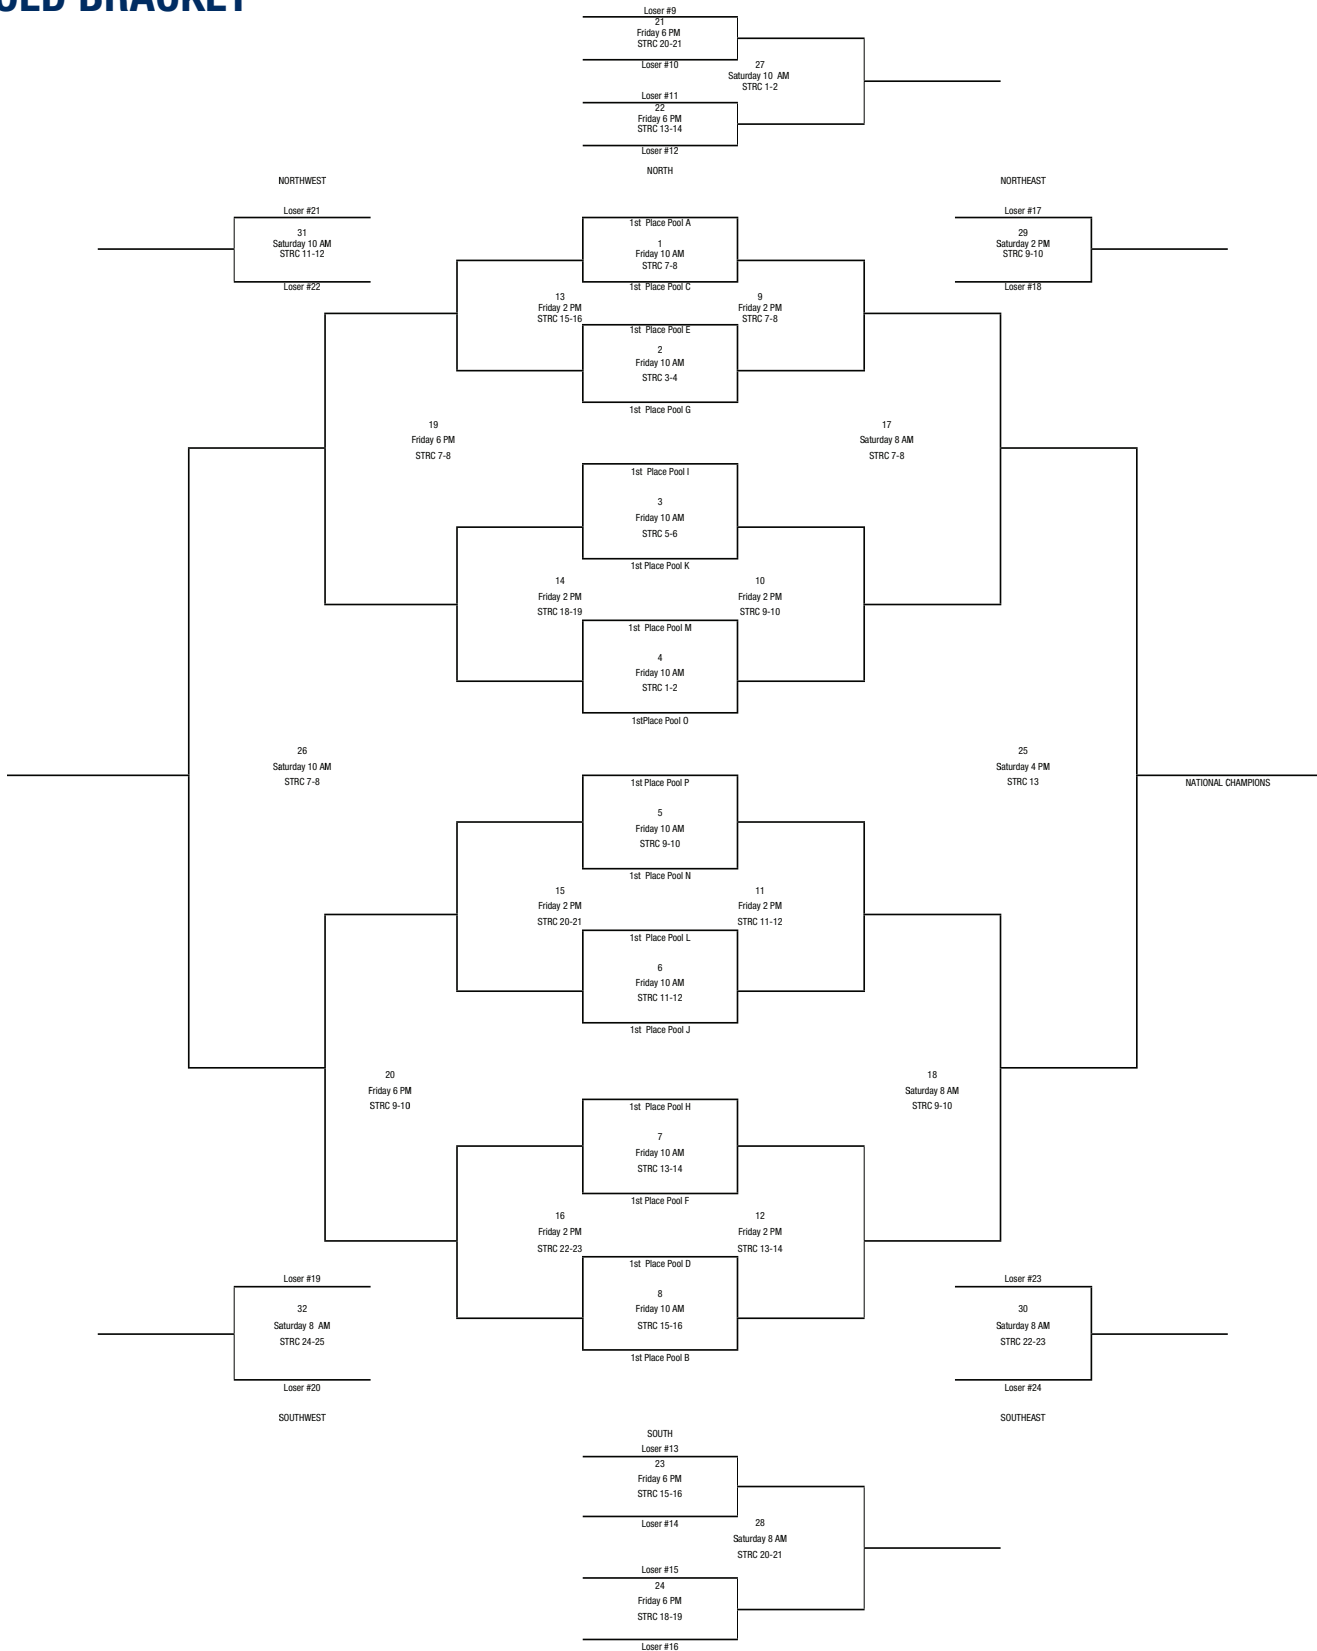 Loser #9
21
Friday 6 PM
STRC 20-21
Loser #10
27
Saturday 10 AM
STRC 1-2
Loser #11
22
Friday 6 PM
STRC 13-14
Loser #12
NORTH
NORTHWEST
NORTHEAST
Loser #21
31
Saturday 10 AM
STRC 11-12
Loser #22
1st Place Pool A
1
Friday 10 AM
STRC 7-8
1st Place Pool C
Loser #17
29
Saturday 2 PM
STRC 9-10
Loser #18
13
Friday 2 PM
STRC 15-16
9
Friday 2 PM
STRC 7-8
1st Place Pool E
2
Friday 10 AM
STRC 3-4
1st Place Pool G
19
Friday 6 PM
STRC 7-8
17
Saturday 8 AM
STRC 7-8
1st Place Pool I
3
Friday 10 AM
STRC 5-6
1st Place Pool K
14
Friday 2 PM
STRC 18-19
10
Friday 2 PM
STRC 9-10
1st Place Pool M
4
Friday 10 AM
STRC 1-2
1stPlace Pool O
26
Saturday 10 AM
STRC 7-8
25
Saturday 4 PM
STRC 13
NATIONAL CHAMPIONS
1st Place Pool P
5
Friday 10 AM
STRC 9-10
1st Place Pool N
15
Friday 2 PM
STRC 20-21
11
Friday 2 PM
STRC 11-12
1st Place Pool L
6
Friday 10 AM
STRC 11-12
1st Place Pool J
20
Friday 6 PM
STRC 9-10
18
Saturday 8 AM
STRC 9-10
1st Place Pool H
7
Friday 10 AM
STRC 13-14
1st Place Pool F
16
Friday 2 PM
STRC 22-23
12
Friday 2 PM
STRC 13-14
1st Place Pool D
8
Friday 10 AM
STRC 15-16
1st Place Pool B
Loser #19
32
Saturday 8 AM
STRC 24-25
Loser #20
SOUTHWEST
Loser #23
30
Saturday 8 AM
STRC 22-23
Loser #24
SOUTHEAST
SOUTH
Loser #13
23
Friday 6 PM
STRC 15-16
Loser #14
28
Saturday 8 AM
STRC 20-21
Loser #15
24
Friday 6 PM
STRC 18-19
Loser #16